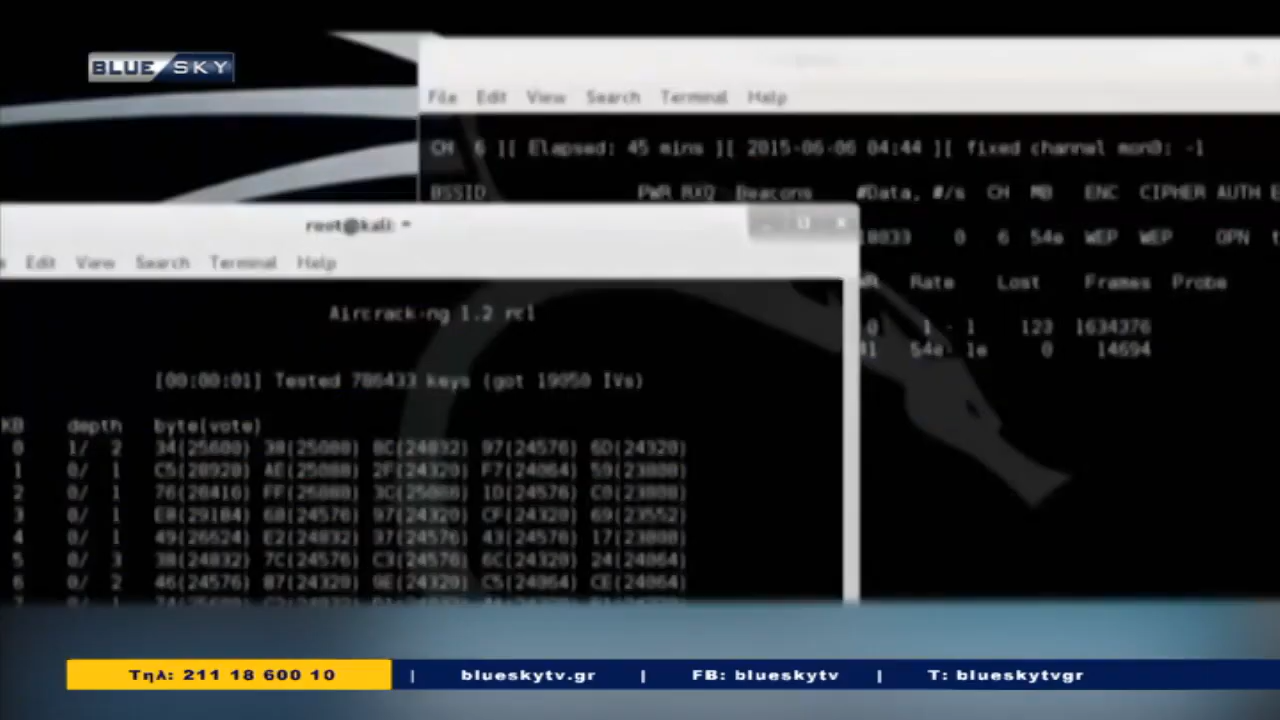 BLUE SKY
File Edit View Search Terminal Help
CH 6 ][ Elapsed: 45 mins ][ 2015-06-06 04:44 ][ fixed channel mon0: -1
BSSID PWR RXQ Beacons #Data, #/s CH MB ENC CIPHER AUTH E
18033 0 6 54e WEP WEP OPN
root@kali: ~
Edit View Search Terminal Help
Rate Lost Frames Probe
Aircrack-ng 1.2 rc1
0 1 - 1 123 1634376
54e- 1e 0 14694
[00:00:01] Tested 786433 keys (got 19050 IVs)
KB depth byte(vote)
0 1/ 2 34(25600) 38(25088) 8C(24832) 97(24576) 6D(24320)
1 0/ 1 C5(28928) AE(25088) 2F(24320) F7(24064) 59(23808)
2 0/ 1 76(28416) FF(26880) 3C(25088) 1D(24576) C0(23808)
3 0/ 1 E8(29184) 68(24576) 97(24320) CF(24320) 69(23552)
4 0/ 1 49(26624) E2(24832) 37(24576) 43(24576) 17(23808)
5 0/ 3 3B(24832) 7C(24576) C3(24576) 6C(24320) 24(24064)
6 0/ 2 46(24576) 87(24320) 9E(24320) C5(24064) CE(24064)
Τηλ: 211 18 600 10 | blueskytv.gr | FB: blueskytv | T: blueskytvgr